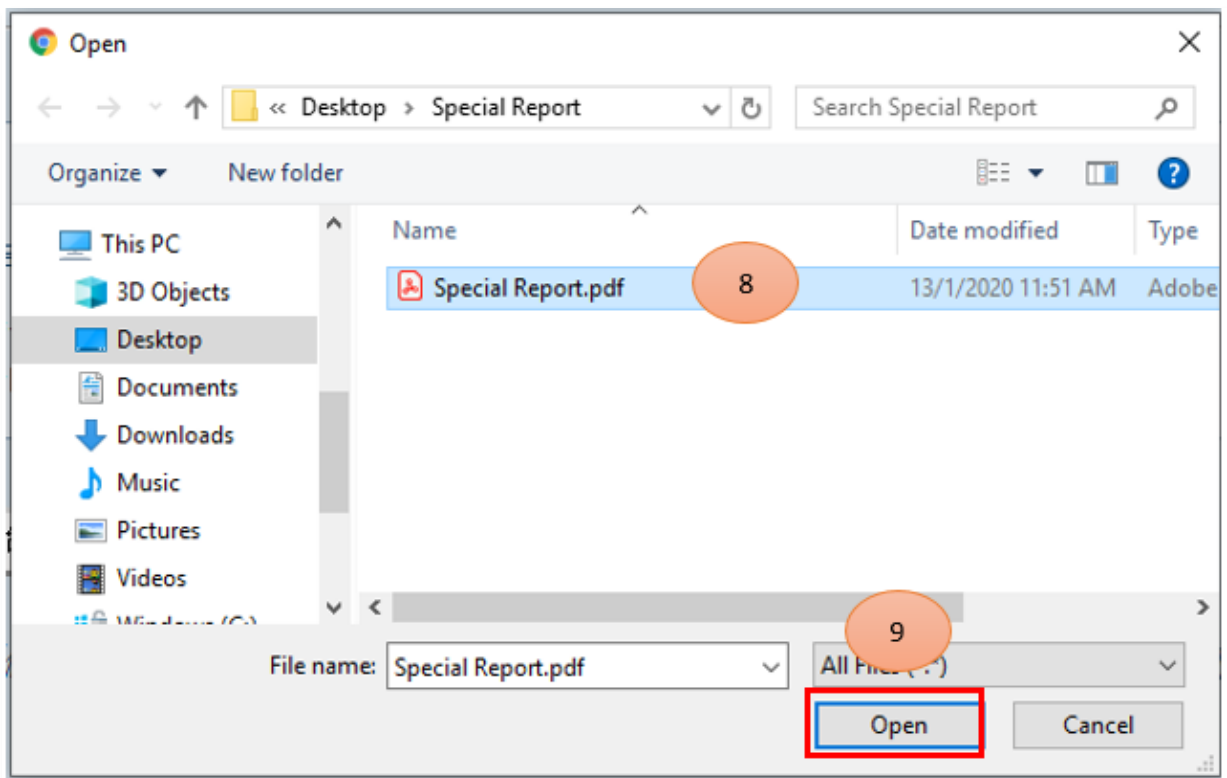 Open
« Desktop > Special Report
Search Special Report
Organize
New folder
Name
Date modified
Type
This PC
3D Objects
Desktop
Documents
Downloads
Music
Pictures
Videos
Special Report.pdf
8
13/1/2020 11:51 AM
Adobe
9
File name:
Special Report.pdf
All
Open
Cancel